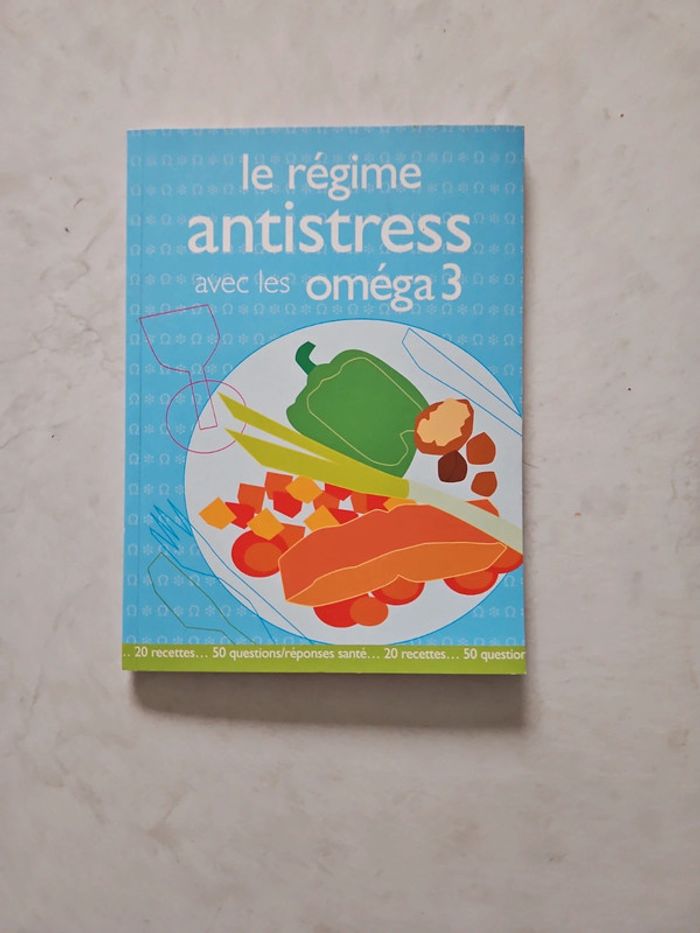 le régime
antistress
avec les oméga 3
.. 20 recettes... 50 questions/réponses santé... 20 recettes... 50 question